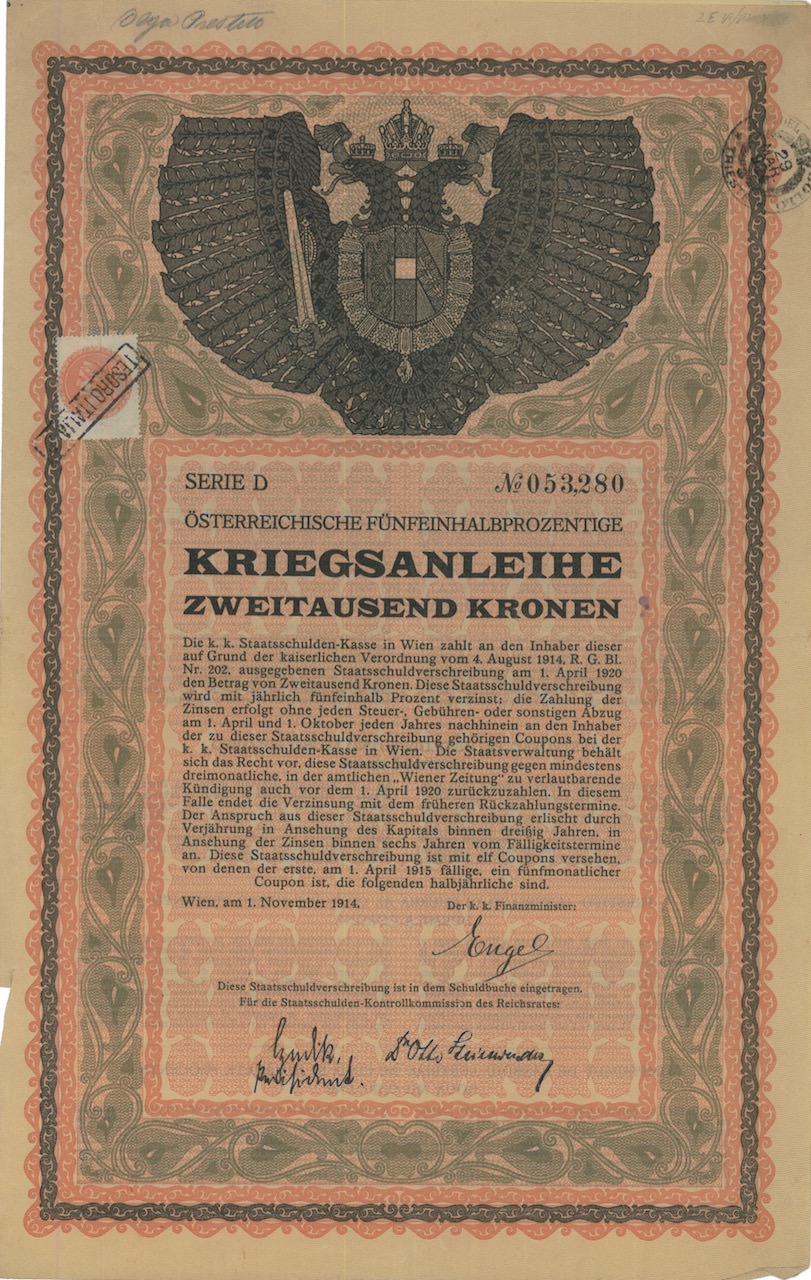 Olga
SERIE D
№ 053,280
ÖSTERREICHISCHE FÜNFEINHALBPROZENTIGE
KRIEGSANLEIHE
ZWEITAUSEND KRONEN
Die k. k. Staatsschulden-Kasse in Wien zahlt an den Inhaber dieser
auf Grund der kaiserlichen Verordnung vom 4. August 1914, R. G. Bl.
Nr. 202, ausgegebenen Staatsschuldverschreibung am 1. April 1920
den Betrag von Zweitausend Kronen. Diese Staatsschuldverschreibung
wird mit jährlich fünfeinhalb Prozent verzinst; die Zahlung der
Zinsen erfolgt ohne jeden Steuer-, Gebühren- oder sonstigen Abzug
am 1. April und 1. Oktober jeden Jahres nachhinein an den Inhaber
der zu dieser Staatsschuldverschreibung gehörigen Coupons bei der
k. k. Staatsschulden-Kasse in Wien. Die Staatsverwaltung behält
sich das Recht vor, diese Staatsschuldverschreibung gegen mindestens
dreimonatliche, in der amtlichen „Wiener Zeitung" zu verlautbarende
Kündigung auch vor dem 1. April 1920 zurückzuzahlen. In diesem
Falle endet die Verzinsung mit dem früheren Rückzahlungstermine.
Der Anspruch aus dieser Staatsschuldverschreibung erlischt durch
Verjährung in Ansehung des Kapitals binnen dreißig Jahren, in
Ansehung der Zinsen binnen sechs Jahren vom Fälligkeitstermine
an. Diese Staatsschuldverschreibung ist mit elf Coupons versehen,
von denen der erste, am 1. April 1915 fällige, ein fünfmonatlicher
Coupon ist, die folgenden halbjährliche sind.
Wien, am 1. November 1914.
Der k. k. Finanzminister:
Engel
Diese Staatsschuldverschreibung ist in dem Schuldbuche eingetragen.
Für die Staatsschulden-Kontrollkommission des Reichsrates:
Präsident.
Dr Otto
TESORO ITALIA
29
MAR.